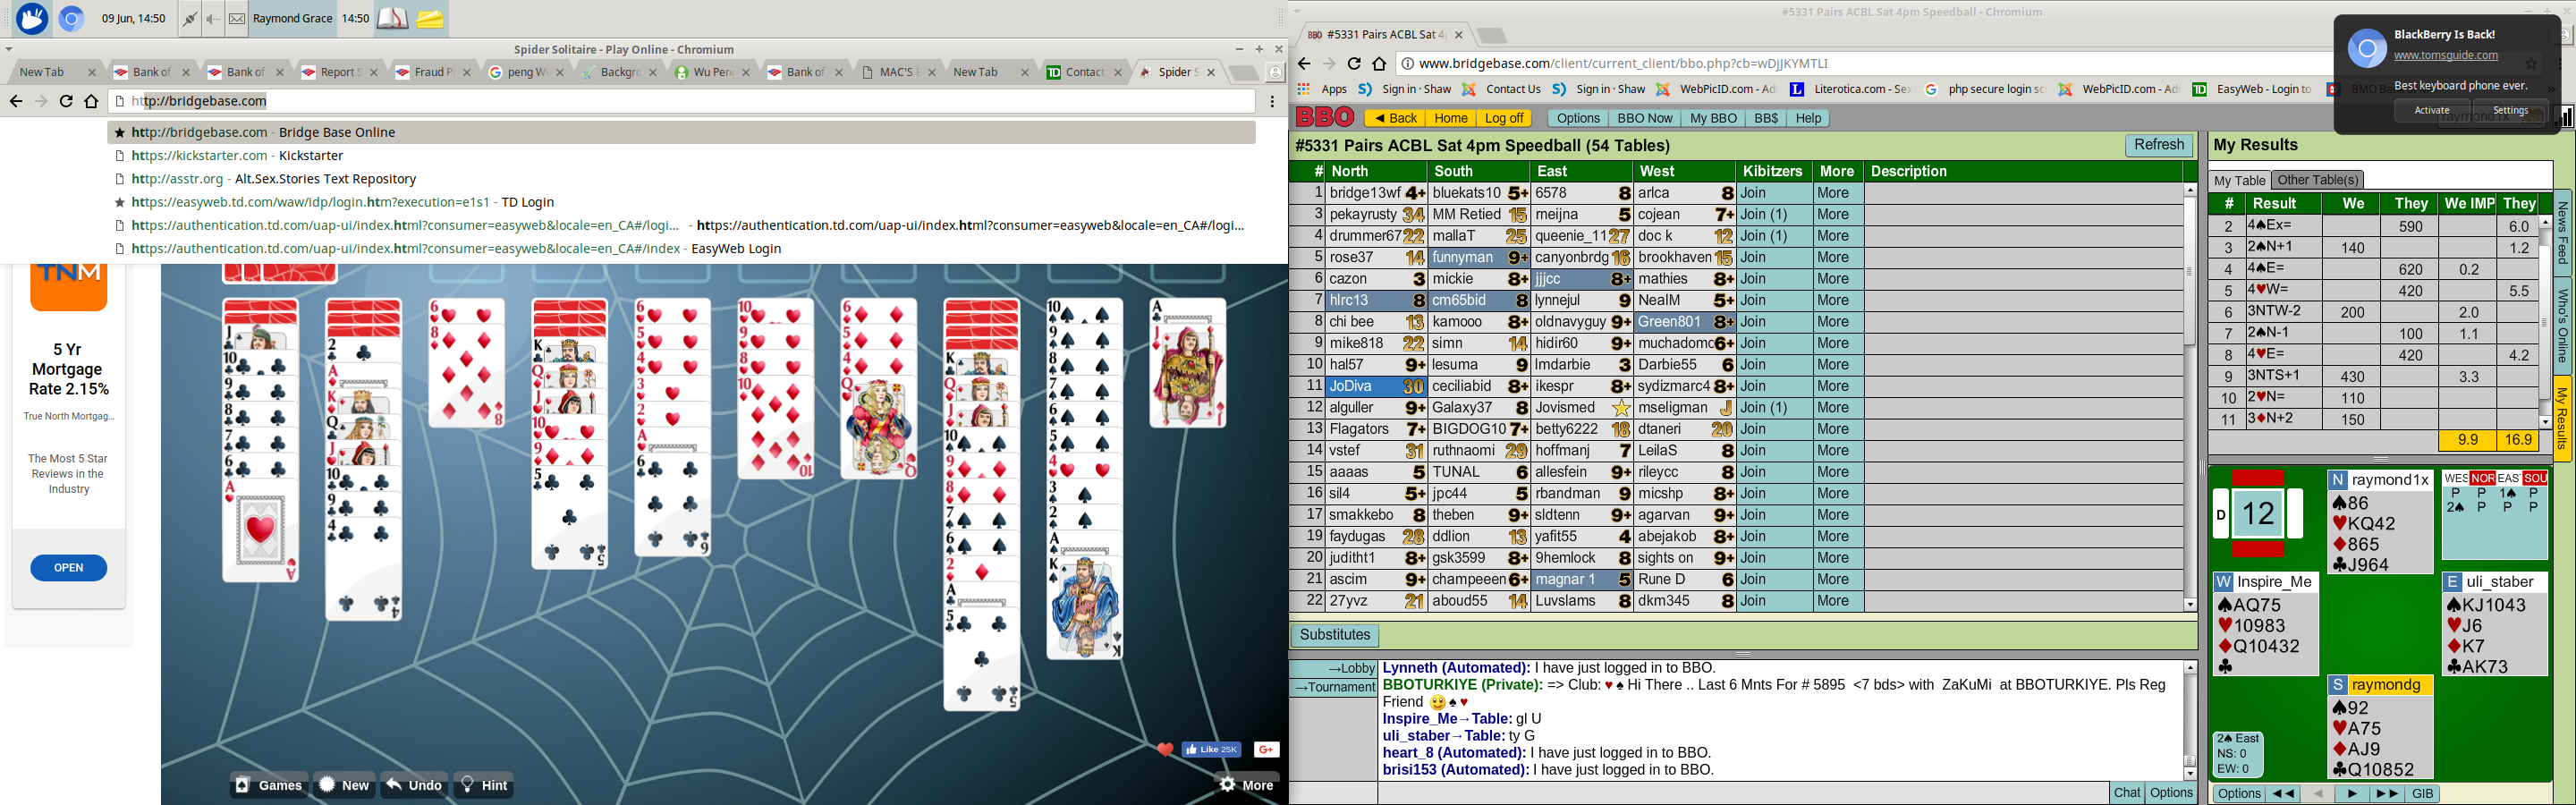 09 Jun, 14:50
Raymond Grace
14:50
Spider Solitaire - Play Online - Chromium
New Tab
Bank of
Bank of
Report S
Fraud P
peng W
Backgro
Wu Pen
Bank of
MAC'S E
New Tab
Contact
Spider S
http://bridgebase.com
http://bridgebase.com - Bridge Base Online
https://kickstarter.com - Kickstarter
http://asstr.org - Alt.Sex.Stories Text Repository
https://easyweb.td.com/waw/idp/login.htm?execution=e1s1 - TD Login
https://authentication.td.com/uap-ui/index.html?consumer=easyweb&locale=en_CA#/logi... - https://authentication.td.com/uap-ui/index.html?consumer=easyweb&locale=en_CA#/logi...
https://authentication.td.com/uap-ui/index.html?consumer=easyweb&locale=en_CA#/index - EasyWeb Login
TNM
5 Yr
Mortgage
Rate 2.15%
True North Mortgag...
The Most 5 Star
Reviews in the
Industry
OPEN
Games
New
Undo
Hint
Like 25K
G+
More
#5331 Pairs ACBL Sat 4pm Speedball - Chromium
BBO #5331 Pairs ACBL Sat 4
www.bridgebase.com/client/current_client/bbo.php?cb=wDJJKYMTLI
Apps
Sign in · Shaw
Contact Us
Sign in · Shaw
WebPicID.com - Ad
Literotica.com - Sex
php secure login sc
WebPicID.com - Ad
EasyWeb - Login to
BlackBerry Is Back!
www.tomsguide.com
Best keyboard phone ever.
Activate
Settings
BBO
Back
Home
Log off
Options
BBO Now
My BBO
BB$
Help
#5331 Pairs ACBL Sat 4pm Speedball (54 Tables)
Refresh
# North South East West Kibitzers More Description
1 bridge13wf 4+ bluekats10 5+ 6578 8 arlca 8 Join More
3 pekayrusty 34 MM Retied 15 meijna 5 cojean 7+ Join (1) More
4 drummer67 22 mallaT 25 queenie_11 27 doc k 12 Join (1) More
5 rose37 14 funnyman 9+ canyonbrdg 16 brookhaven 15 Join More
6 cazon 3 mickie 8+ jjjcc 8+ mathies 8+ Join More
7 hlrc13 8 cm65bid 8 lynnejul 9 NealM 5+ Join More
8 chi bee 13 kamooo 8+ oldnavyguy 9+ Green801 8+ Join More
9 mike818 22 simn 14 hidir60 9+ muchadomc 6+ Join More
10 hal57 9+ lesuma 9 lmdarbie 3 Darbie55 6 Join More
11 JoDiva 30 ceciliabid 8+ ikespr 8+ sydizmarc4 8+ Join More
12 alguller 9+ Galaxy37 8 Jovismed mseligman J Join (1) More
13 Flagators 7+ BIGDOG10 7+ betty6222 18 dtaneri 20 Join More
14 vstef 31 ruthnaomi 29 hoffmanj 7 LeilaS 8 Join More
15 aaaas 5 TUNAL 6 allesfein 9+ rileycc 8 Join More
16 sil4 5+ jpc44 5 rbandman 9 micshp 8+ Join More
17 smakkebo 8 theben 9+ sldtenn 9+ agarvan 9+ Join More
19 faydugas 28 ddlion 13 yafit55 4 abejakob 8 Join More
20 juditht1 8+ gsk3599 8+ 9hemlock 8 sights on 9+ Join More
21 ascim 9+ champeeen 6+ magnar 1 5 Rune D 6 Join More
22 27yvz 21 aboud55 14 Luvslams 8 dkm345 8 Join More
Substitutes
→Lobby
→Tournament
Lynneth (Automated): I have just logged in to BBO.
BBOTURKIYE (Private): => Club: ♥ ♠ Hi There .. Last 6 Mnts For # 5895 <7 bds> with ZaKuMi at BBOTURKIYE. Pls Reg
Friend ♠ ♥
Inspire_Me→Table: gl U
uli_staber→Table: ty G
heart_8 (Automated): I have just logged in to BBO.
brisi153 (Automated): I have just logged in to BBO.
Chat
Options
My Results
My Table
Other Table(s)
# Result We They We IMP They
2 4♠Ex= 590 6.0
3 2♠N+1 140 1.2
4 4♠E= 620 0.2
5 4♥W= 420 5.5
6 3NTW-2 200 2.0
7 2♠N-1 100 1.1
8 4♥E= 420 4.2
9 3NTS+1 430 3.3
10 2♥N= 110
11 3♦N+2 150
9.9 16.9
News Feed
Who's Online
My Results
D 12
N raymond1x
♠86
♥KQ42
♦865
♣J964
WES NOR EAS SOU
P P 1♠ P
2♠ P P P
W Inspire_Me
♠AQ75
♥10983
♦Q10432
♣
E uli_staber
♠KJ1043
♥J6
♦K7
♣AK73
S raymondg
♠92
♥A75
♦AJ9
♣Q10852
2♠ East
NS: 0
EW: 0
Options
GIB